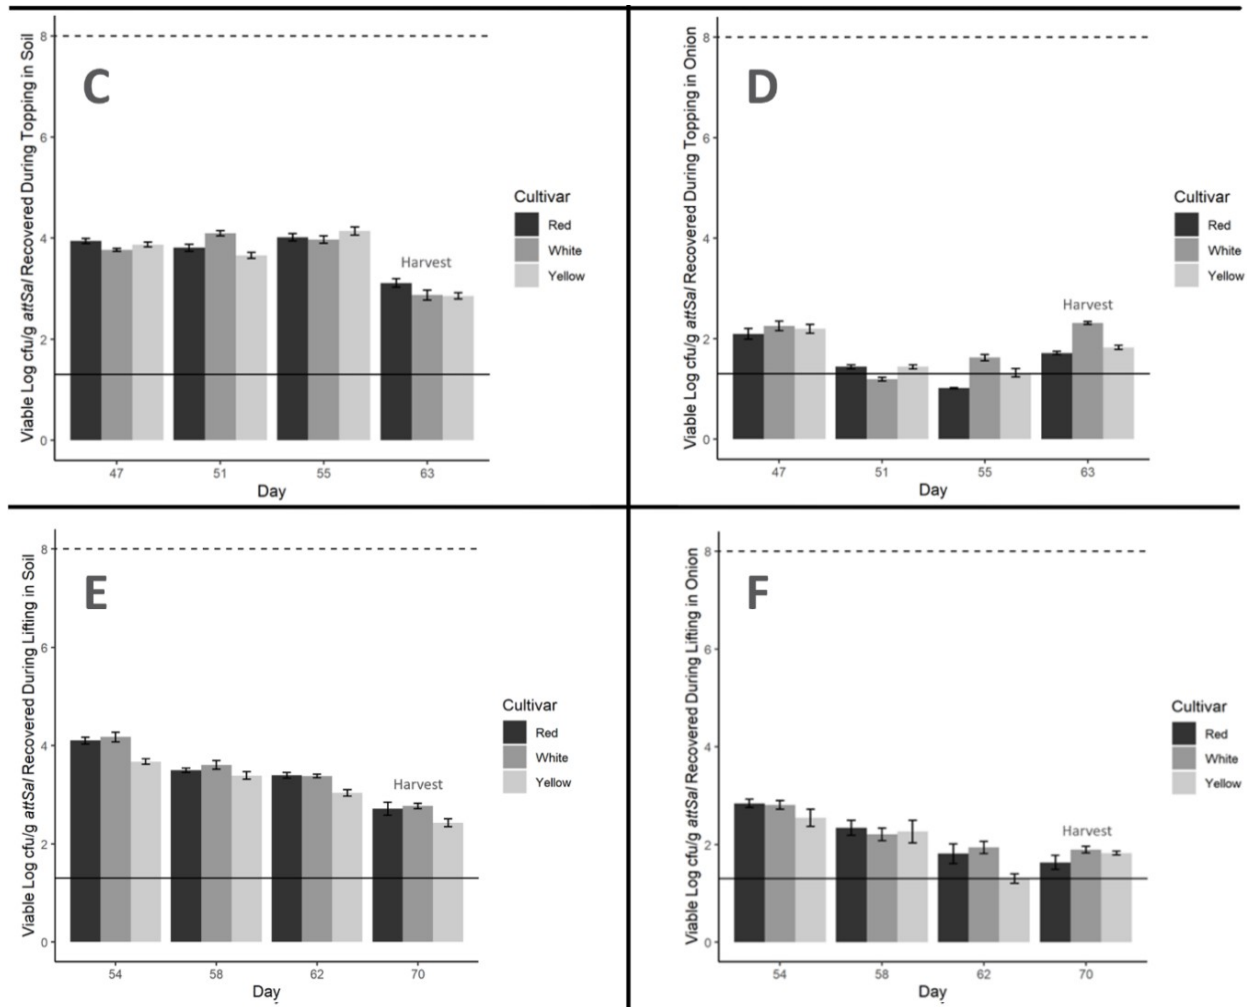 Viable Log cfu/g attSal Recovered During Topping in Soil
8
6
4
2
0
C
Harvest
47 51 55 63
Day
Cultivar
Red
White
Yellow
Viable Log cfu/g attSal Recovered During Topping in Onion
8
6
4
2
0
D
Harvest
47 51 55 63
Day
Cultivar
Red
White
Yellow
Viable Log cfu/g attSal Recovered During Lifting in Soil
8
6
4
2
0
E
Harvest
54 58 62 70
Day
Cultivar
Red
White
Yellow
Viable Log cfu/g attSal Recovered During Lifting in Onion
8
6
4
2
0
F
Harvest
54 58 62 70
Day
Cultivar
Red
White
Yellow